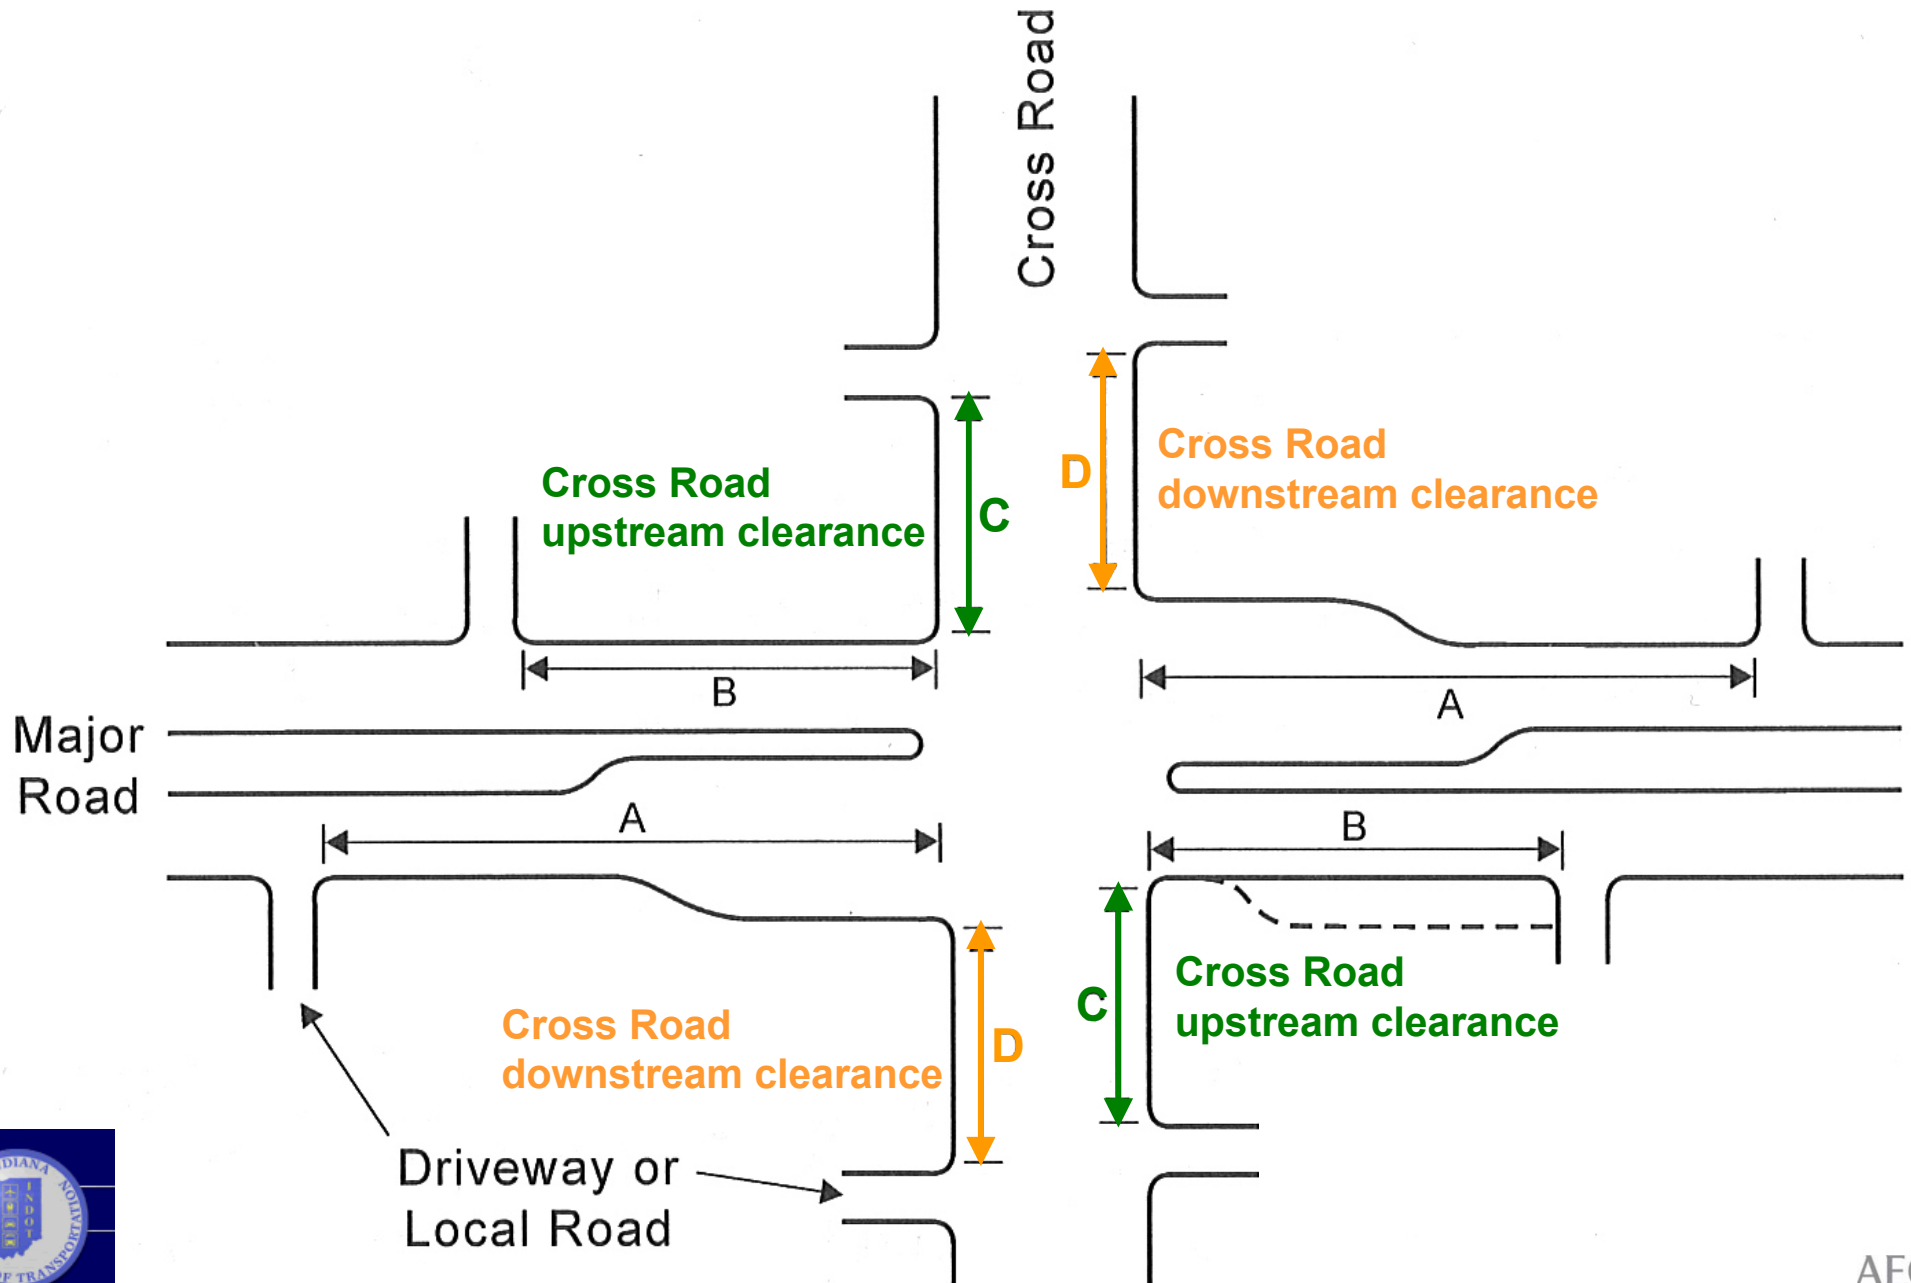 Cross Road
D
Cross Road
downstream clearance
Cross Road
upstream clearance
C
B
A
Major
Road
A
B
Cross Road
upstream clearance
C
Cross Road
downstream clearance
D
Driveway or
Local Road
INDOT